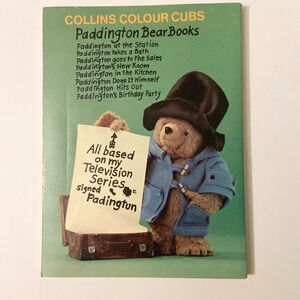 COLLINS COLOUR CUBS
Paddington Bear Books
Paddington at the Station
Paddington takes a Bath
Paddington goes to the Sales
Paddington's New Room
Paddington in the Kitchen
Paddington Does It Himself
Paddington Hits Out
Paddington's Birthday Party
All based
on my
Television
Series
signed
Padingtun